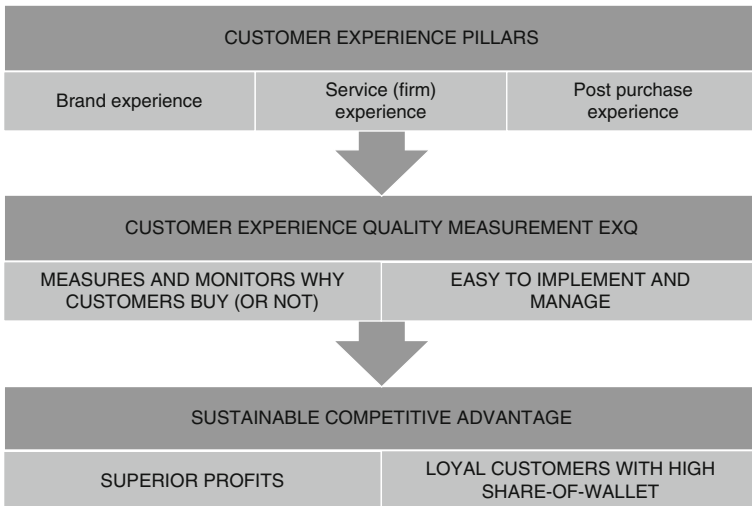 CUSTOMER EXPERIENCE PILLARS
Brand experience
Service (firm)
experience
Post purchase
experience
CUSTOMER EXPERIENCE QUALITY MEASUREMENT EXQ
MEASURES AND MONITORS WHY
CUSTOMERS BUY (OR NOT)
EASY TO IMPLEMENT AND
MANAGE
SUSTAINABLE COMPETITIVE ADVANTAGE
SUPERIOR PROFITS
LOYAL CUSTOMERS WITH HIGH
SHARE-OF-WALLET